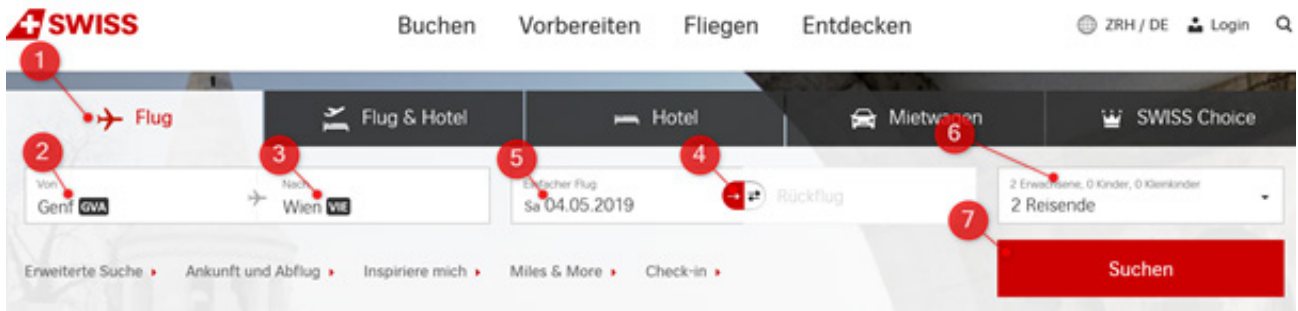 SWISS Buchen Vorbereiten Fliegen Entdecken ZRH / DE Login
1
Flug Flug & Hotel Hotel Mietwagen SWISS Choice
2 3 5 4 6
Von Nach Einfacher Flug 2 Erwachsene, 0 Kinder, 0 Kleinkinder
Genf GVA Wien VIE Sa 04.05.2019 Rückflug 2 Reisende
7
Erweiterte Suche Ankunft und Abflug Inspiriere mich Miles & More Check-in Suchen